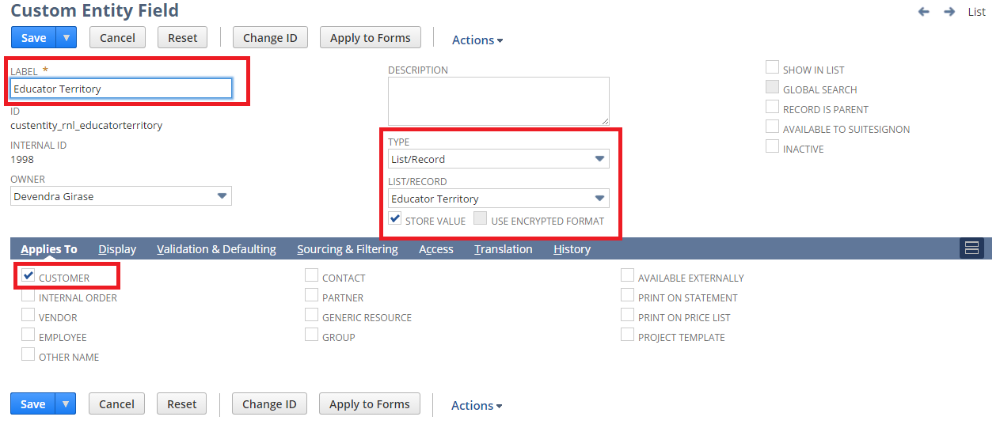 Custom Entity Field
List
Save Cancel Reset Change ID Apply to Forms Actions
LABEL *
Educator Territory
ID
custentity_rnl_educatorterritory
INTERNAL ID
1998
OWNER
Devendra Girase
DESCRIPTION
TYPE
List/Record
LIST/RECORD
Educator Territory
STORE VALUE USE ENCRYPTED FORMAT
SHOW IN LIST
GLOBAL SEARCH
RECORD IS PARENT
AVAILABLE TO SUITESIGNON
INACTIVE
Applies To Display Validation & Defaulting Sourcing & Filtering Access Translation History
CUSTOMER
INTERNAL ORDER
VENDOR
EMPLOYEE
OTHER NAME
CONTACT
PARTNER
GENERIC RESOURCE
GROUP
AVAILABLE EXTERNALLY
PRINT ON STATEMENT
PRINT ON PRICE LIST
PROJECT TEMPLATE
Save Cancel Reset Change ID Apply to Forms Actions